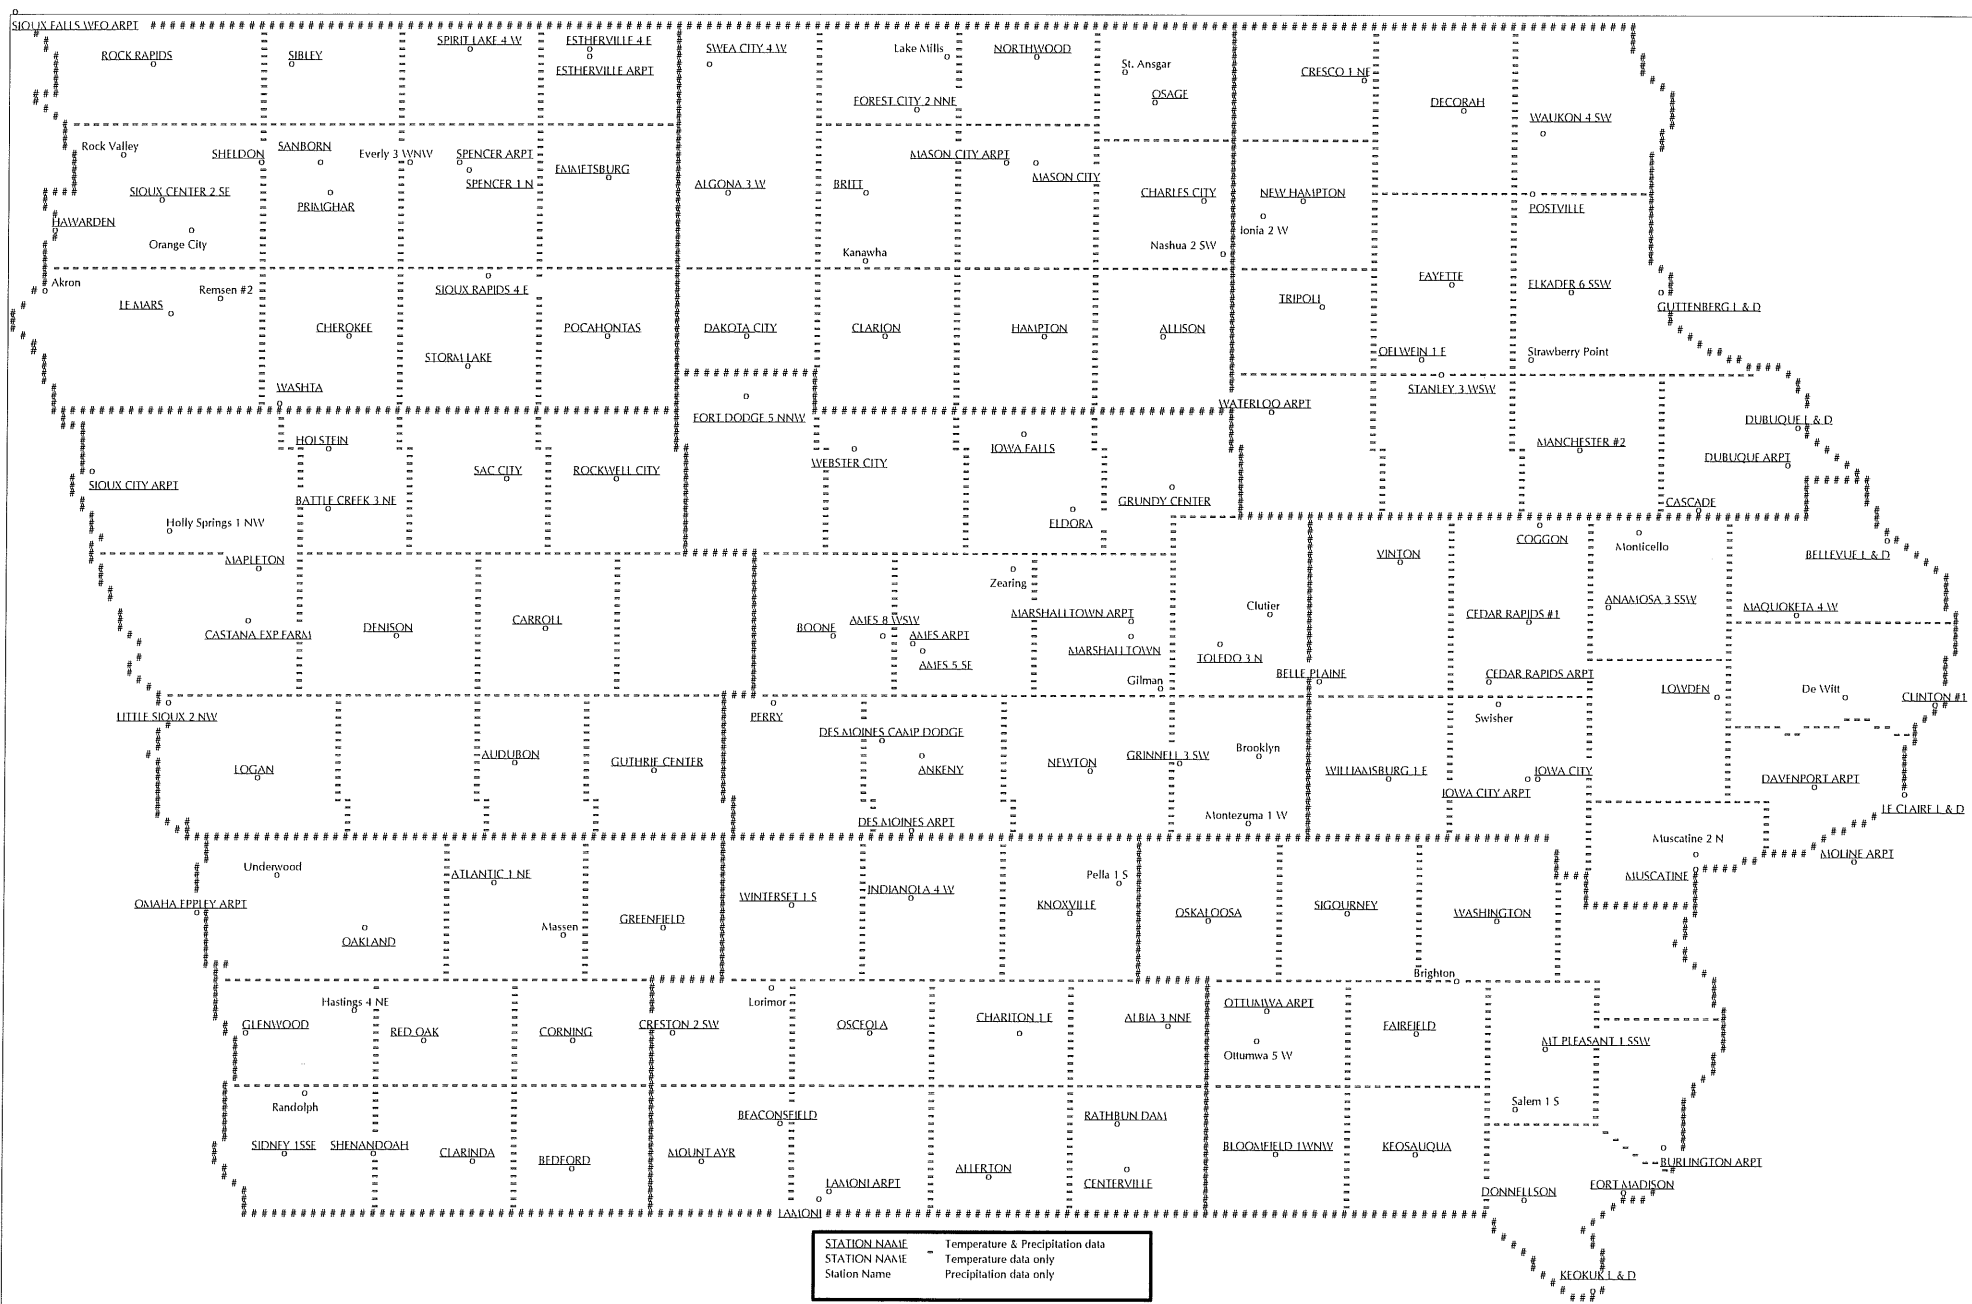 SIOUX FALLS WFO ARPT
ROCK RAPIDS
SIBLEY
SPIRIT LAKE 4 W
ESTHERVILLE 4 E
ESTHERVILLE ARPT
SWEA CITY 4 W
Lake Mills
NORTHWOOD
St. Ansgar
OSAGE
CRESCO 1 NE
DECORAH
WAUKON 4 SW
FOREST CITY 2 NNE
Rock Valley
SHELDON
SANBORN
Everly 3 WNW
SPENCER ARPT
SPENCER 1 N
EMMETSBURG
ALGONA 3 W
BRITT
MASON CITY ARPT
MASON CITY
CHARLES CITY
NEW HAMPTON
POSTVILLE
SIOUX CENTER 2 SE
PRIMGHAR
HAWARDEN
Orange City
Kanawha
Nashua 2 SW
Ionia 2 W
Akron
LE MARS
Remsen #2
SIOUX RAPIDS 4 E
CHEROKEE
POCAHONTAS
DAKOTA CITY
CLARION
HAMPTON
ALLISON
TRIPOLI
FAYETTE
ELKADER 6 SSW
GUTTENBERG L & D
STORM LAKE
OELWEIN 1 E
Strawberry Point
STANLEY 3 WSW
WASHTA
FORT DODGE 5 NNW
WATERLOO ARPT
DUBUQUE L & D
HOLSTEIN
SAC CITY
ROCKWELL CITY
WEBSTER CITY
IOWA FALLS
MANCHESTER #2
DUBUQUE ARPT
SIOUX CITY ARPT
BATTLE CREEK 3 NE
GRUNDY CENTER
CASCADE
Holly Springs 1 NW
ELDORA
MAPLETON
Zearing
VINTON
COGGON
Monticello
BELLEVUE L & D
CASTANA EXP FARM
DENISON
CARROLL
BOONE
AMES 8 WSW
AMES ARPT
AMES 5 SE
MARSHALLTOWN ARPT
MARSHALLTOWN
Clutier
TOLEDO 3 N
CEDAR RAPIDS #1
ANAMOSA 3 SSW
MAQUOKETA 4 W
Gilman
BELLE PLAINE
CEDAR RAPIDS ARPT
LOWDEN
De Witt
CLINTON #1
LITTLE SIOUX 2 NW
PERRY
Swisher
DES MOINES CAMP DODGE
LOGAN
AUDUBON
GUTHRIE CENTER
ANKENY
NEWTON
GRINNELL 3 SW
Brooklyn
WILLIAMSBURG 1 E
IOWA CITY
IOWA CITY ARPT
DAVENPORT ARPT
LE CLAIRE L & D
DES MOINES ARPT
Montezuma 1 W
Muscatine 2 N
MOLINE ARPT
Underwood
ATLANTIC 1 NE
MUSCATINE
OMAHA EPPLEY ARPT
OAKLAND
Massen
GREENFIELD
WINTERSET 1 S
INDIANOLA 4 W
KNOXVILLE
Pella 1 S
OSKALOOSA
SIGOURNEY
WASHINGTON
Brighton
Hastings 4 NE
GLENWOOD
RED OAK
CORNING
CRESTON 2 SW
Lorimor
OSCEOLA
CHARITON 1 E
ALBIA 3 NNE
OTTUMWA ARPT
Ottumwa 5 W
FAIRFIELD
MT PLEASANT 1 SSW
Randolph
BEACONSFIELD
RATHBUN DAM
Salem 1 S
SIDNEY 1SSE
SHENANDOAH
CLARINDA
BEDFORD
MOUNT AYR
LAMONI ARPT
LAMONI
ALLERTON
CENTERVILLE
BLOOMFIELD 1WNW
KEOSAUQUA
BURLINGTON ARPT
DONNELLSON
FORT MADISON
KEOKUK L & D
STATION NAME - Temperature & Precipitation data
STATION NAME Temperature data only
Station Name Precipitation data only